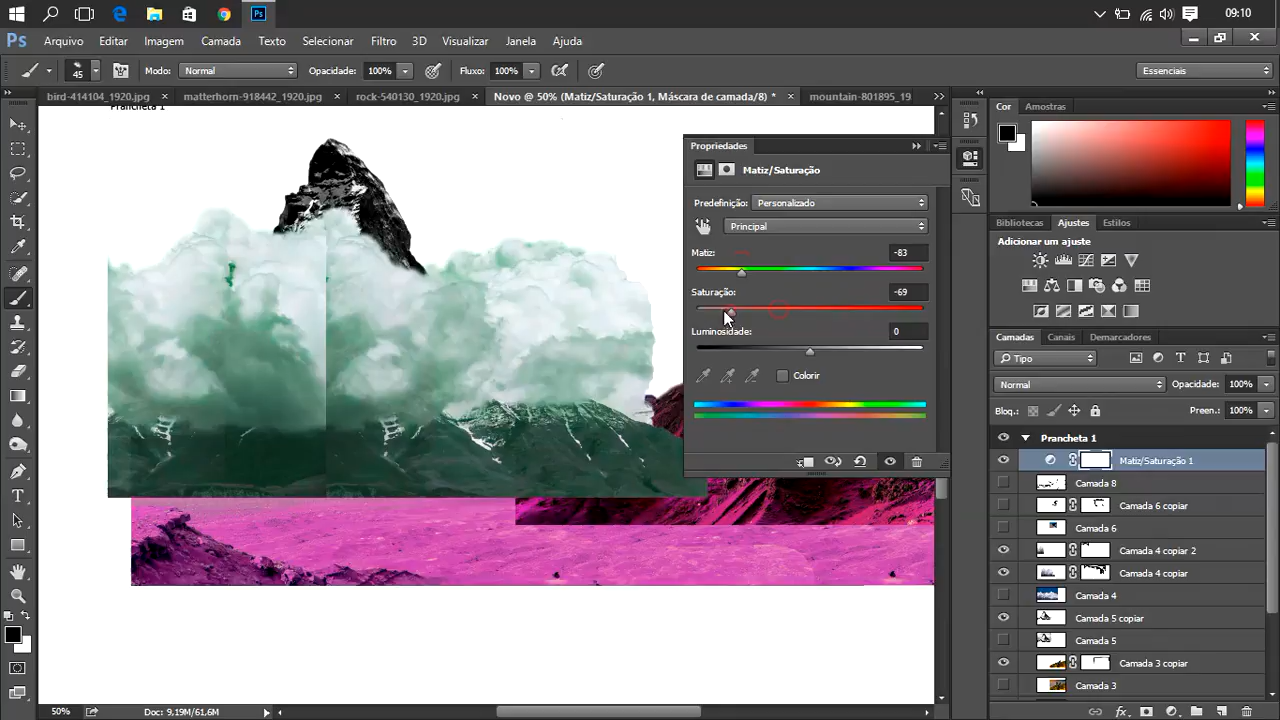 09:10
Ps Arquivo Editar Imagem Camada Texto Selecionar Filtro 3D Visualizar Janela Ajuda
45 Modo: Normal Opacidade: 100% Fluxo: 100% Essenciais
bird-414104_1920.jpg × matterhorn-918442_1920.jpg × rock-540130_1920.jpg × Novo @ 50% (Matiz/Saturação 1, Máscara de camada/8) * × mountain-801895_19
Prancheta 1
Cor Amostras
Propriedades
Matiz/Saturação
Predefinição: Personalizado
Principal
Matiz: -83
Saturação: -69
Luminosidade: 0
Colorir
Bibliotecas Ajustes Estilos
Adicionar um ajuste
Camadas Canais Demarcadores
Tipo
Normal Opacidade: 100%
Bloq.: Preen.: 100%
Prancheta 1
Matiz/Saturação 1
Camada 8
Camada 6 copiar
Camada 6
Camada 4 copiar 2
Camada 4 copiar
Camada 4
Camada 5 copiar
Camada 5
Camada 3 copiar
Camada 3
50% Doc: 9,19M/61,6M